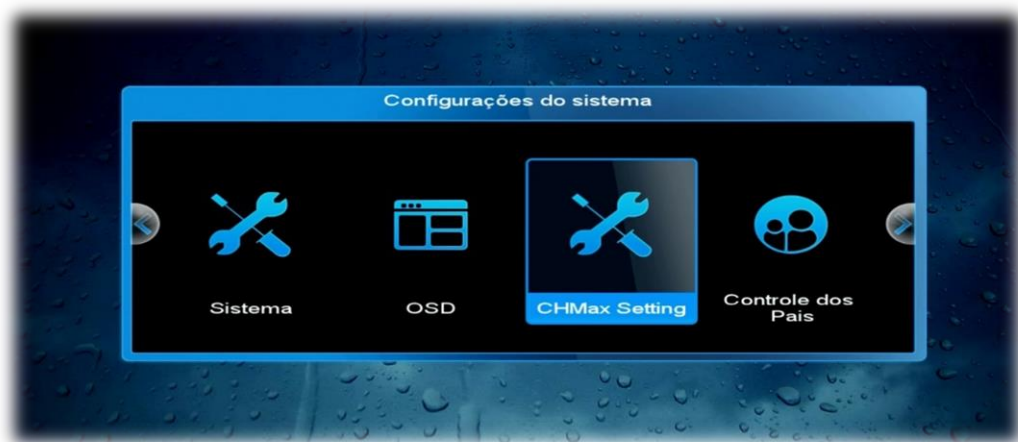 Configurações do sistema
Sistema
OSD
CHMax Setting
Controle dos
Pais